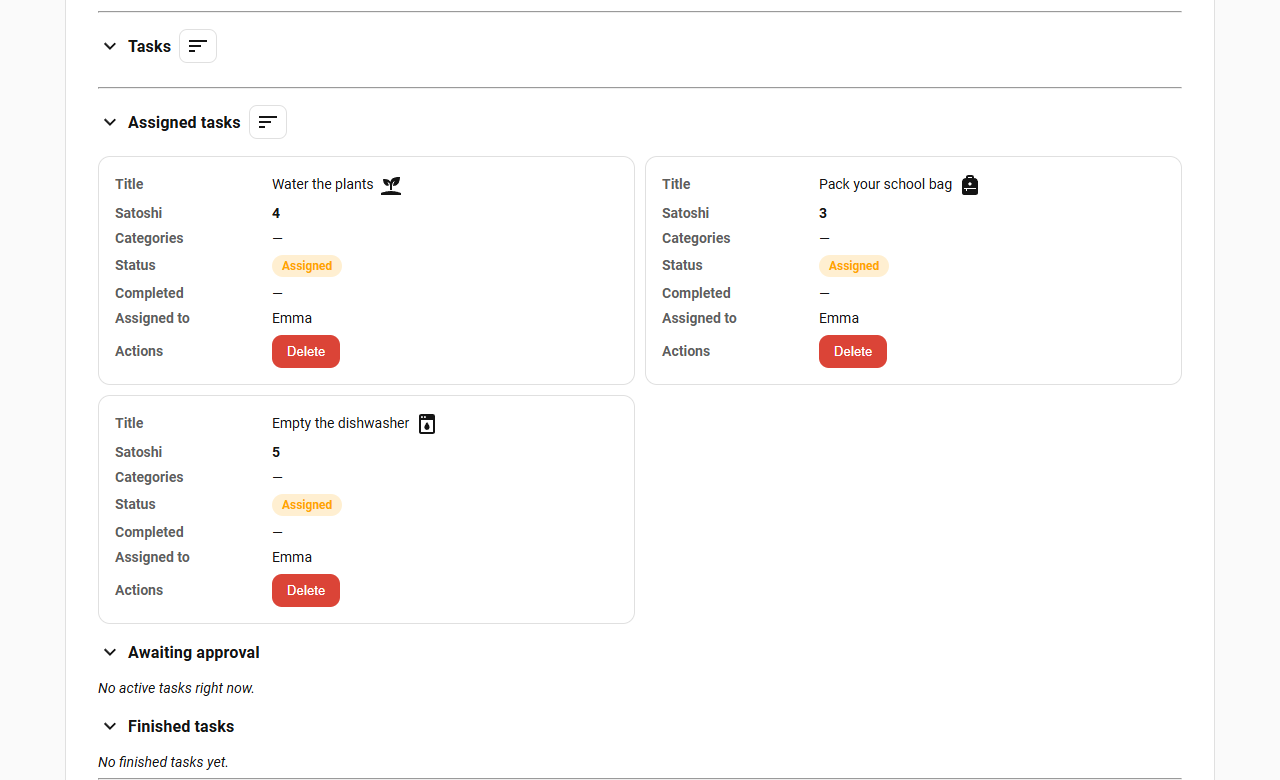 Tasks
Assigned tasks
Title Water the plants
Satoshi 4
Categories —
Status Assigned
Completed —
Assigned to Emma
Actions Delete
Title Pack your school bag
Satoshi 3
Categories —
Status Assigned
Completed —
Assigned to Emma
Actions Delete
Title Empty the dishwasher
Satoshi 5
Categories —
Status Assigned
Completed —
Assigned to Emma
Actions Delete
Awaiting approval
No active tasks right now.
Finished tasks
No finished tasks yet.